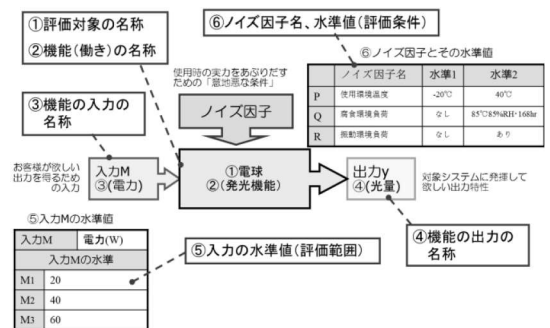 ①評価対象の名称
②機能(働き)の名称
⑥ノイズ因子名、水準値(評価条件)
⑥ノイズ因子とその水準値
ノイズ因子名 水準1 水準2
P 使用環境温度 -20℃ 40℃
Q 腐食環境負荷 なし 85℃85%RH・168hr
R 振動環境負荷 なし あり
使用時の実力をあぶりだす
ための「意地悪な条件」
ノイズ因子
③機能の入力の
名称
お客様が欲しい
出力を得るため
の入力
入力M
③(電力)
①電球
②(発光機能)
出力y
④(光量)
対象システムに発揮して
欲しい出力特性
⑤入力Mの水準値
入力M 電力(W)
入力Mの水準
M1 20
M2 40
M3 60
⑤入力の水準値(評価範囲)
④機能の出力の
名称